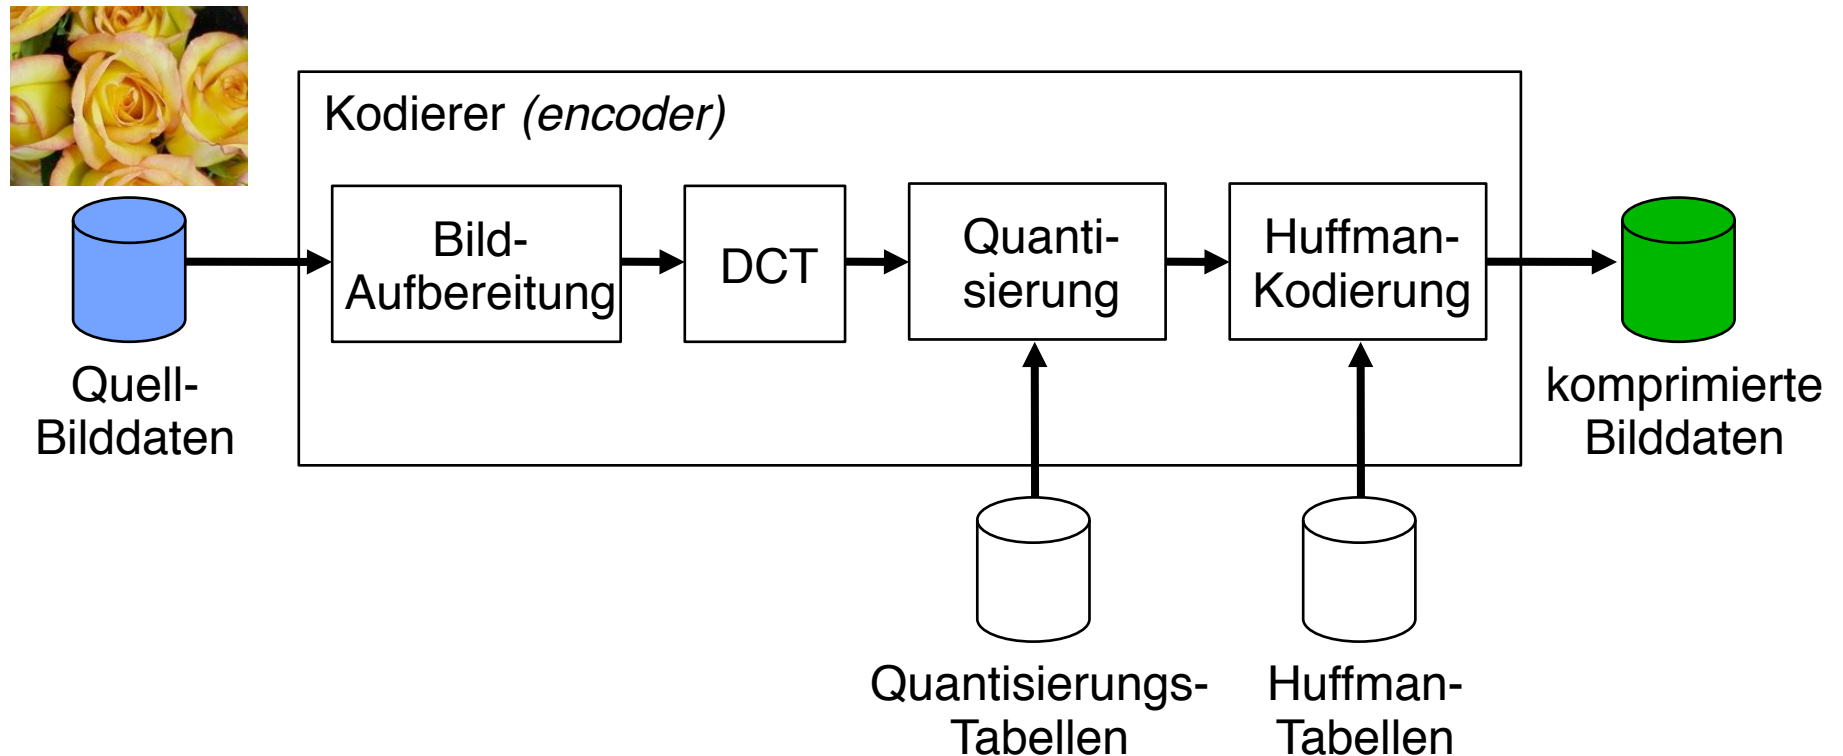 Kodierer (encoder)
Bild-
Aufbereitung
DCT
Quanti-
sierung
Huffman-
Kodierung
Quell-
Bilddaten
komprimierte
Bilddaten
Quantisierungs-
Tabellen
Huffman-
Tabellen